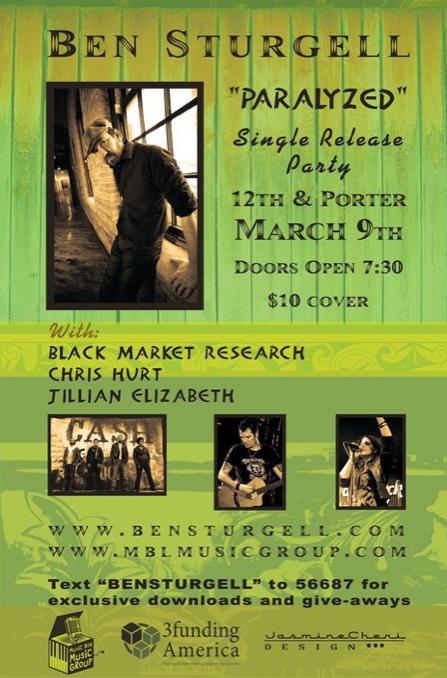 BEN STURGELL
"PARALYZED"
Single Release
Party
12TH & PORTER
MARCH 9TH
DOORS OPEN 7:30
$10 COVER
With:
BLACK MARKET RESEARCH
CHRIS HURT
JILLIAN ELIZABETH
CASH
WWW.BENSTURGELL.COM
WWW.MBLMUSICGROUP.COM
Text “BENSTURGELL” to 56687 for
exclusive downloads and give-aways
MUSIC BOX
MUSIC
GROUP
3funding
America
JasmineCheri
DESIGN